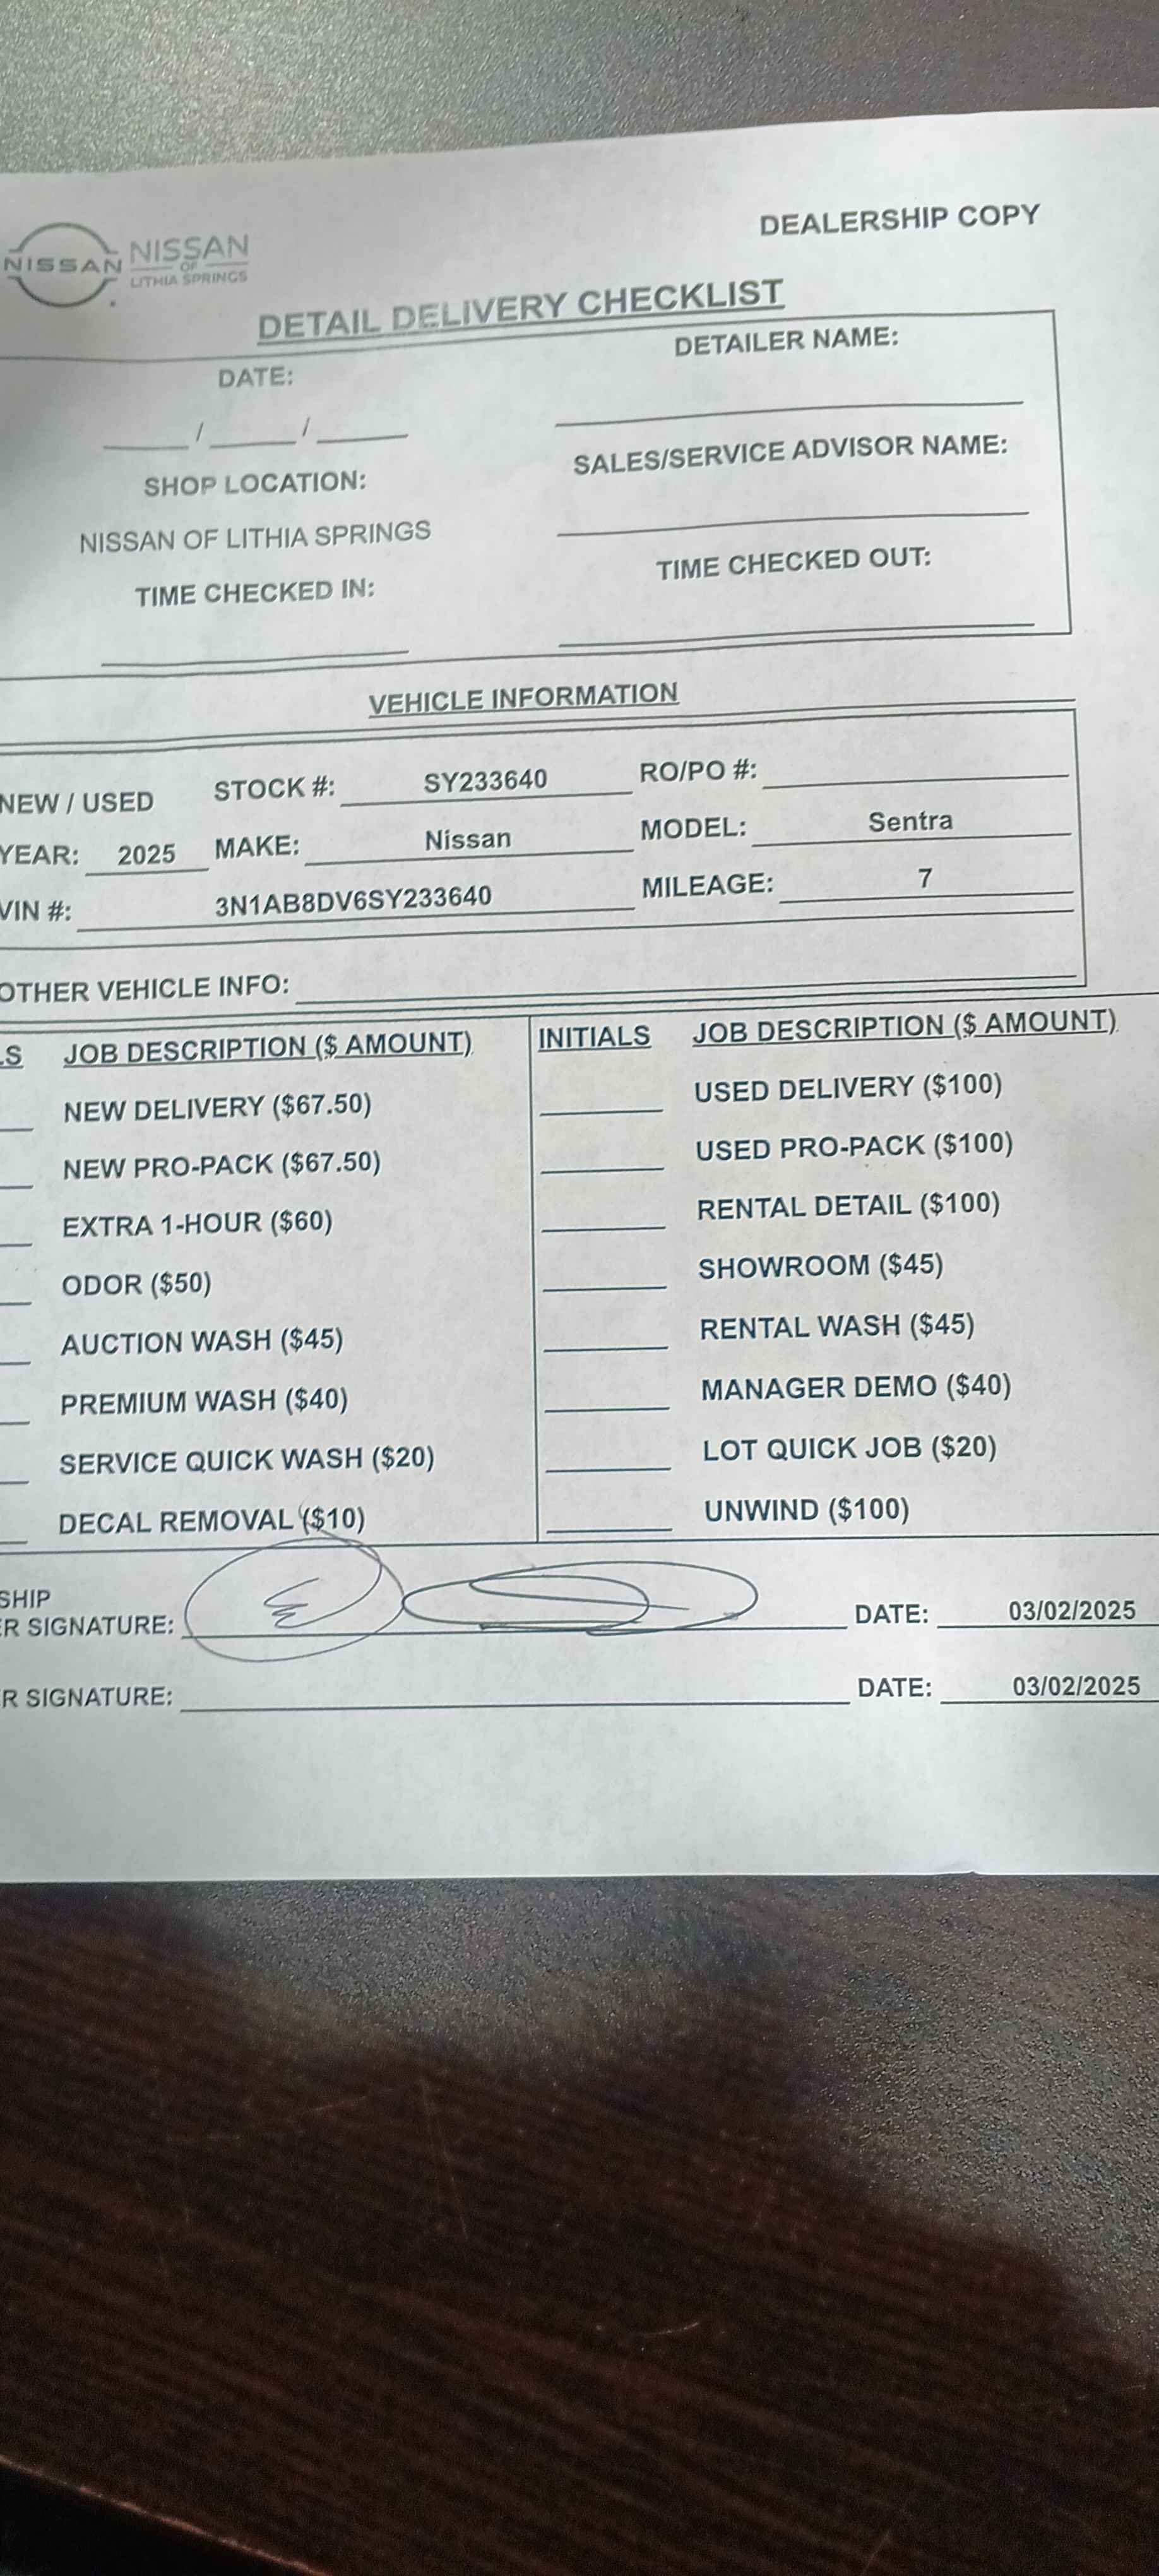 DEALERSHIP COPY
NISSAN
NISSAN
OF
LITHIA SPRINGS
DETAIL DELIVERY CHECKLIST
DATE:
DETAILER NAME:
/ /
SALES/SERVICE ADVISOR NAME:
SHOP LOCATION:
NISSAN OF LITHIA SPRINGS
TIME CHECKED OUT:
TIME CHECKED IN:
VEHICLE INFORMATION
NEW / USED STOCK #: SY233640 RO/PO #:
YEAR: 2025 MAKE: Nissan MODEL: Sentra
VIN #: 3N1AB8DV6SY233640 MILEAGE: 7
OTHER VEHICLE INFO:
LS JOB DESCRIPTION ($ AMOUNT) INITIALS JOB DESCRIPTION ($ AMOUNT)
NEW DELIVERY ($67.50) USED DELIVERY ($100)
NEW PRO-PACK ($67.50) USED PRO-PACK ($100)
EXTRA 1-HOUR ($60) RENTAL DETAIL ($100)
ODOR ($50) SHOWROOM ($45)
AUCTION WASH ($45) RENTAL WASH ($45)
PREMIUM WASH ($40) MANAGER DEMO ($40)
SERVICE QUICK WASH ($20) LOT QUICK JOB ($20)
DECAL REMOVAL ($10) UNWIND ($100)
SHIP
ER SIGNATURE: DATE: 03/02/2025
R SIGNATURE: DATE: 03/02/2025